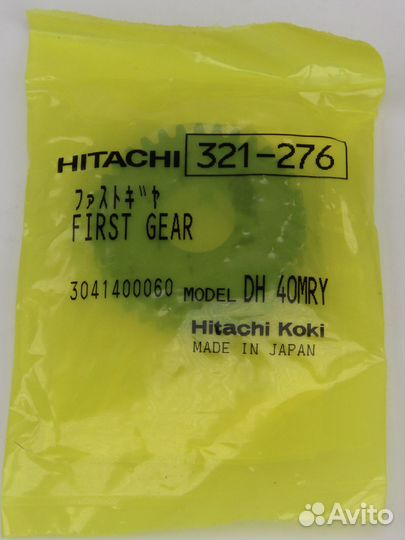 HITACHI 321-276
ﾌｧｽﾄｷﾞﾔ
FIRST GEAR
3041400060 MODEL DH 40MRY
Hitachi Koki
MADE IN JAPAN
Avito